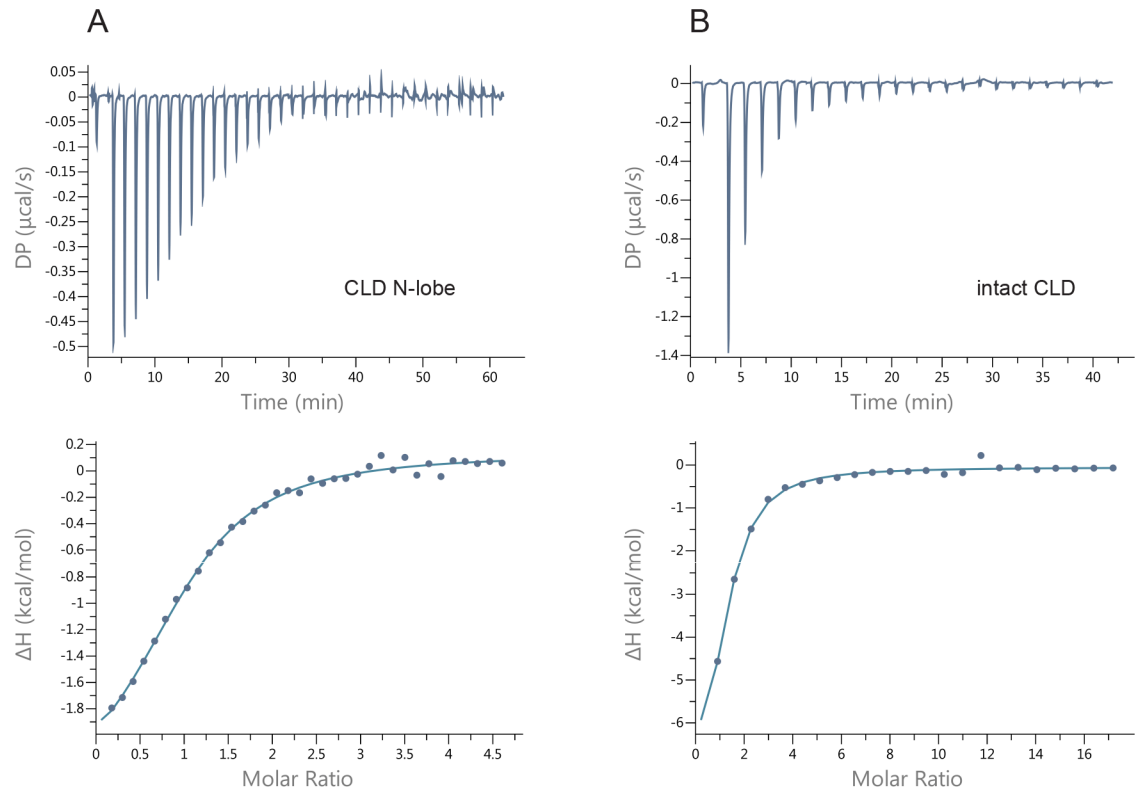 A
0.05
0
-0.05
-0.1
-0.15
-0.2
-0.25
-0.3
-0.35
-0.4
-0.45
-0.5
DP (µcal/s)
CLD N-lobe
0 10 20 30 40 50 60
Time (min)
0.2
0
-0.2
-0.4
-0.6
-0.8
-1
-1.2
-1.4
-1.6
-1.8
ΔH (kcal/mol)
0 0.5 1 1.5 2 2.5 3 3.5 4 4.5
Molar Ratio
B
0
-0.2
-0.4
-0.6
-0.8
-1
-1.2
-1.4
DP (µcal/s)
intact CLD
0 5 10 15 20 25 30 35 40
Time (min)
0
-1
-2
-3
-4
-5
-6
ΔH (kcal/mol)
0 2 4 6 8 10 12 14 16
Molar Ratio